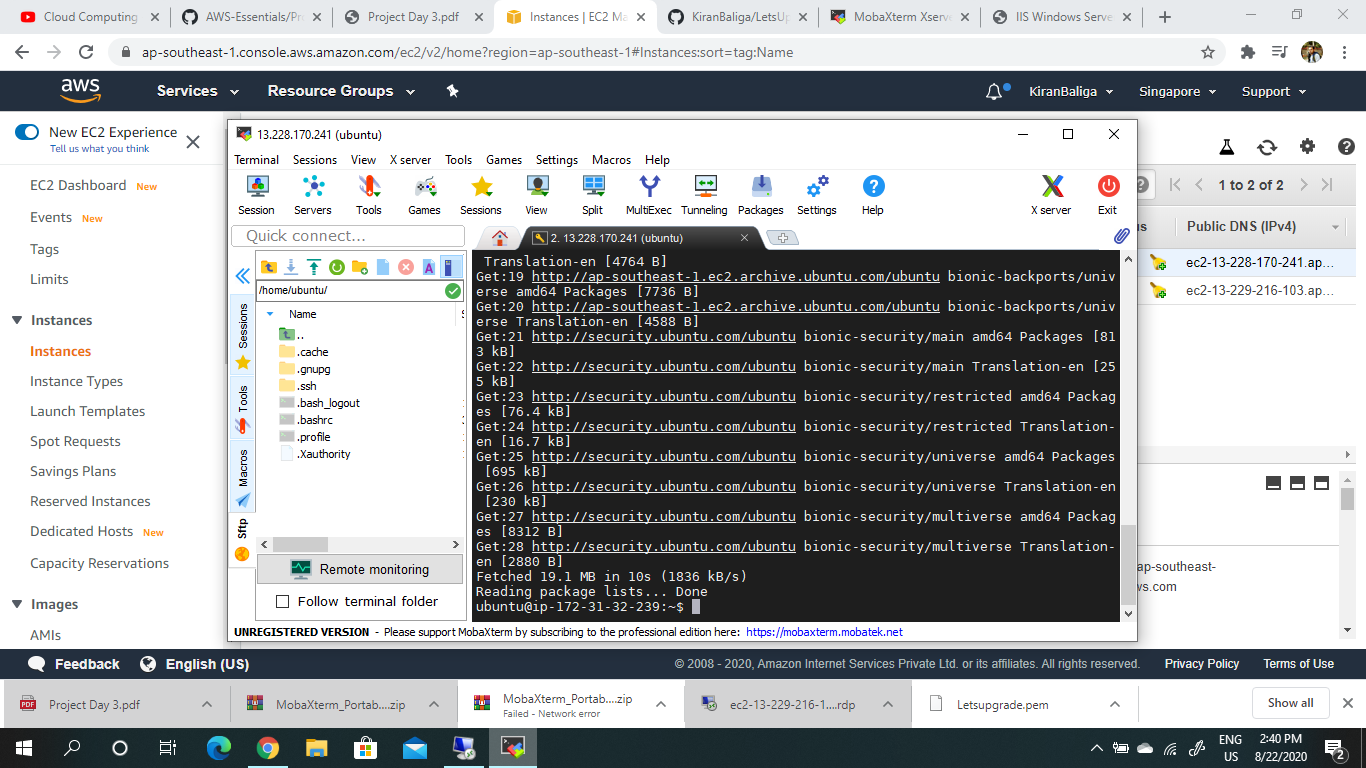 Cloud Computing
AWS-Essentials/Pr
Project Day 3.pdf
Instances | EC2 Ma
KiranBaliga/LetsUp
MobaXterm Xserv
IIS Windows Serve
ap-southeast-1.console.aws.amazon.com/ec2/v2/home?region=ap-southeast-1#Instances:sort=tag:Name
aws
Services
Resource Groups
KiranBaliga
Singapore
Support
New EC2 Experience
Tell us what you think
EC2 Dashboard New
Events New
Tags
Limits
Instances
Instances
Instance Types
Launch Templates
Spot Requests
Savings Plans
Reserved Instances
Dedicated Hosts New
Capacity Reservations
Images
AMIs
13.228.170.241 (ubuntu)
Terminal Sessions View X server Tools Games Settings Macros Help
Session Servers Tools Games Sessions View Split MultiExec Tunneling Packages Settings Help X server Exit
Quick connect...
2. 13.228.170.241 (ubuntu)
Sessions
Tools
Macros
Sftp
/home/ubuntu/
Name
..
.cache
.gnupg
.ssh
.bash_logout
.bashrc
.profile
.Xauthority
Remote monitoring
Follow terminal folder
Translation-en [4764 B]
Get:19 http://ap-southeast-1.ec2.archive.ubuntu.com/ubuntu bionic-backports/univ
erse amd64 Packages [7736 B]
Get:20 http://ap-southeast-1.ec2.archive.ubuntu.com/ubuntu bionic-backports/univ
erse Translation-en [4588 B]
Get:21 http://security.ubuntu.com/ubuntu bionic-security/main amd64 Packages [81
3 kB]
Get:22 http://security.ubuntu.com/ubuntu bionic-security/main Translation-en [25
5 kB]
Get:23 http://security.ubuntu.com/ubuntu bionic-security/restricted amd64 Packag
es [76.4 kB]
Get:24 http://security.ubuntu.com/ubuntu bionic-security/restricted Translation-
en [16.7 kB]
Get:25 http://security.ubuntu.com/ubuntu bionic-security/universe amd64 Packages
[695 kB]
Get:26 http://security.ubuntu.com/ubuntu bionic-security/universe Translation-en
[230 kB]
Get:27 http://security.ubuntu.com/ubuntu bionic-security/multiverse amd64 Packag
es [8312 B]
Get:28 http://security.ubuntu.com/ubuntu bionic-security/multiverse Translation-
en [2880 B]
Fetched 19.1 MB in 10s (1836 kB/s)
Reading package lists... Done
ubuntu@ip-172-31-32-239:~$
UNREGISTERED VERSION - Please support MobaXterm by subscribing to the professional edition here: https://mobaxterm.mobatek.net
1 to 2 of 2
us
Public DNS (IPv4)
ec2-13-228-170-241.ap...
ec2-13-229-216-103.ap...
ap-southeast-
ws.com
Feedback
English (US)
© 2008 - 2020, Amazon Internet Services Private Ltd. or its affiliates. All rights reserved.
Privacy Policy
Terms of Use
Project Day 3.pdf
MobaXterm_Portab....zip
MobaXterm_Portab....zip
Failed - Network error
ec2-13-229-216-1....rdp
Letsupgrade.pem
Show all
ENG
US
2:40 PM
8/22/2020
2